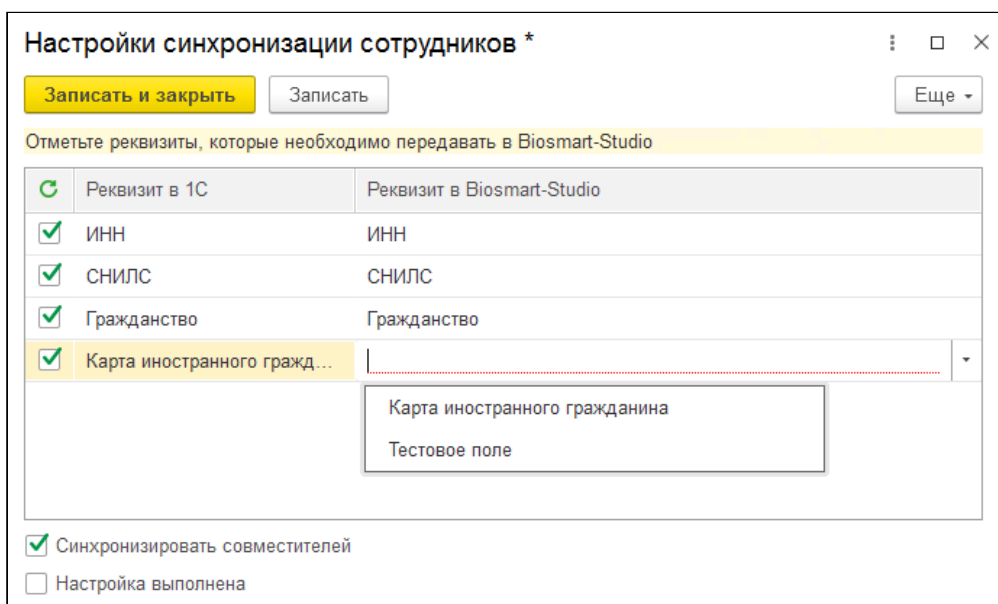 Настройки синхронизации сотрудников *
Записать и закрыть Записать Еще
Отметьте реквизиты, которые необходимо передавать в Biosmart-Studio
Реквизит в 1С Реквизит в Biosmart-Studio
ИНН ИНН
СНИЛС СНИЛС
Гражданство Гражданство
Карта иностранного гражд...
Карта иностранного гражданина
Тестовое поле
Синхронизировать совместителей
Настройка выполнена